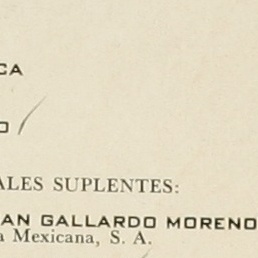 CA
O
ALES SUPLENTES:
AN GALLARDO MORENO
a Mexicana, S. A.